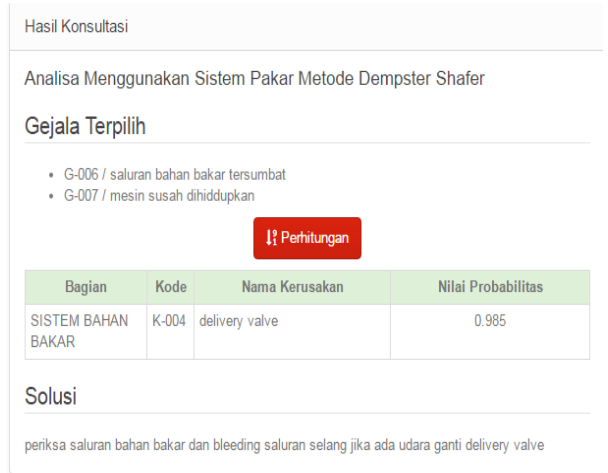 Hasil Konsultasi
Analisa Menggunakan Sistem Pakar Metode Dempster Shafer
Gejala Terpilih
• G-006 / saluran bahan bakar tersumbat
• G-007 / mesin susah dihiddupkan
Perhitungan
Bagian Kode Nama Kerusakan Nilai Probabilitas
SISTEM BAHAN K-004 delivery valve 0.985
BAKAR
Solusi
periksa saluran bahan bakar dan bleeding saluran selang jika ada udara ganti delivery valve